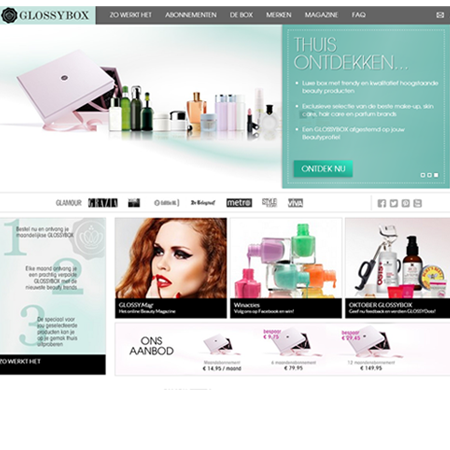 GLOSSYBOX
ZO WERKT HET
ABONNEMENTEN
DE BOX
MERKEN
MAGAZINE
FAQ
THUIS
ONTDEKKEN...
Luxe box met trendy en kwalitatief hoogstaande
beauty producten
Exclusieve selectie van de beste make-up, skin
care, hair care en parfum brands
Een GLOSSYBOX afgestemd op jouw
Beautyprofiel
ONTDEK NU
GLAMOUR
GRAZIA
De Telegraaf
metro
VIVA
1
Bestel nu en ontvang je
maandelijkse GLOSSYBOX
2
Elke maand ontvang je
een prachtig verpakte
GLOSSYBOX met de
nieuwste beauty trends
3
De speciaal voor
jou geselecteerde
producten kan je
op je gemak thuis
uitproberen
ZO WERKT HET
GLOSSY Mag!
Het online Beauty Magazine
Winacties
Volg ons op Facebook en win!
OKTOBER GLOSSYBOX
Geef nu feedback en verdien GLOSSYDots!
ONS
AANBOD
Maandabonnement
€ 14,95 / maand
bespaar
€ 9,75
6 maandenabonnement
€ 79,95
bespaar
€ 29,45
12 maandenabonnement
€ 149,95